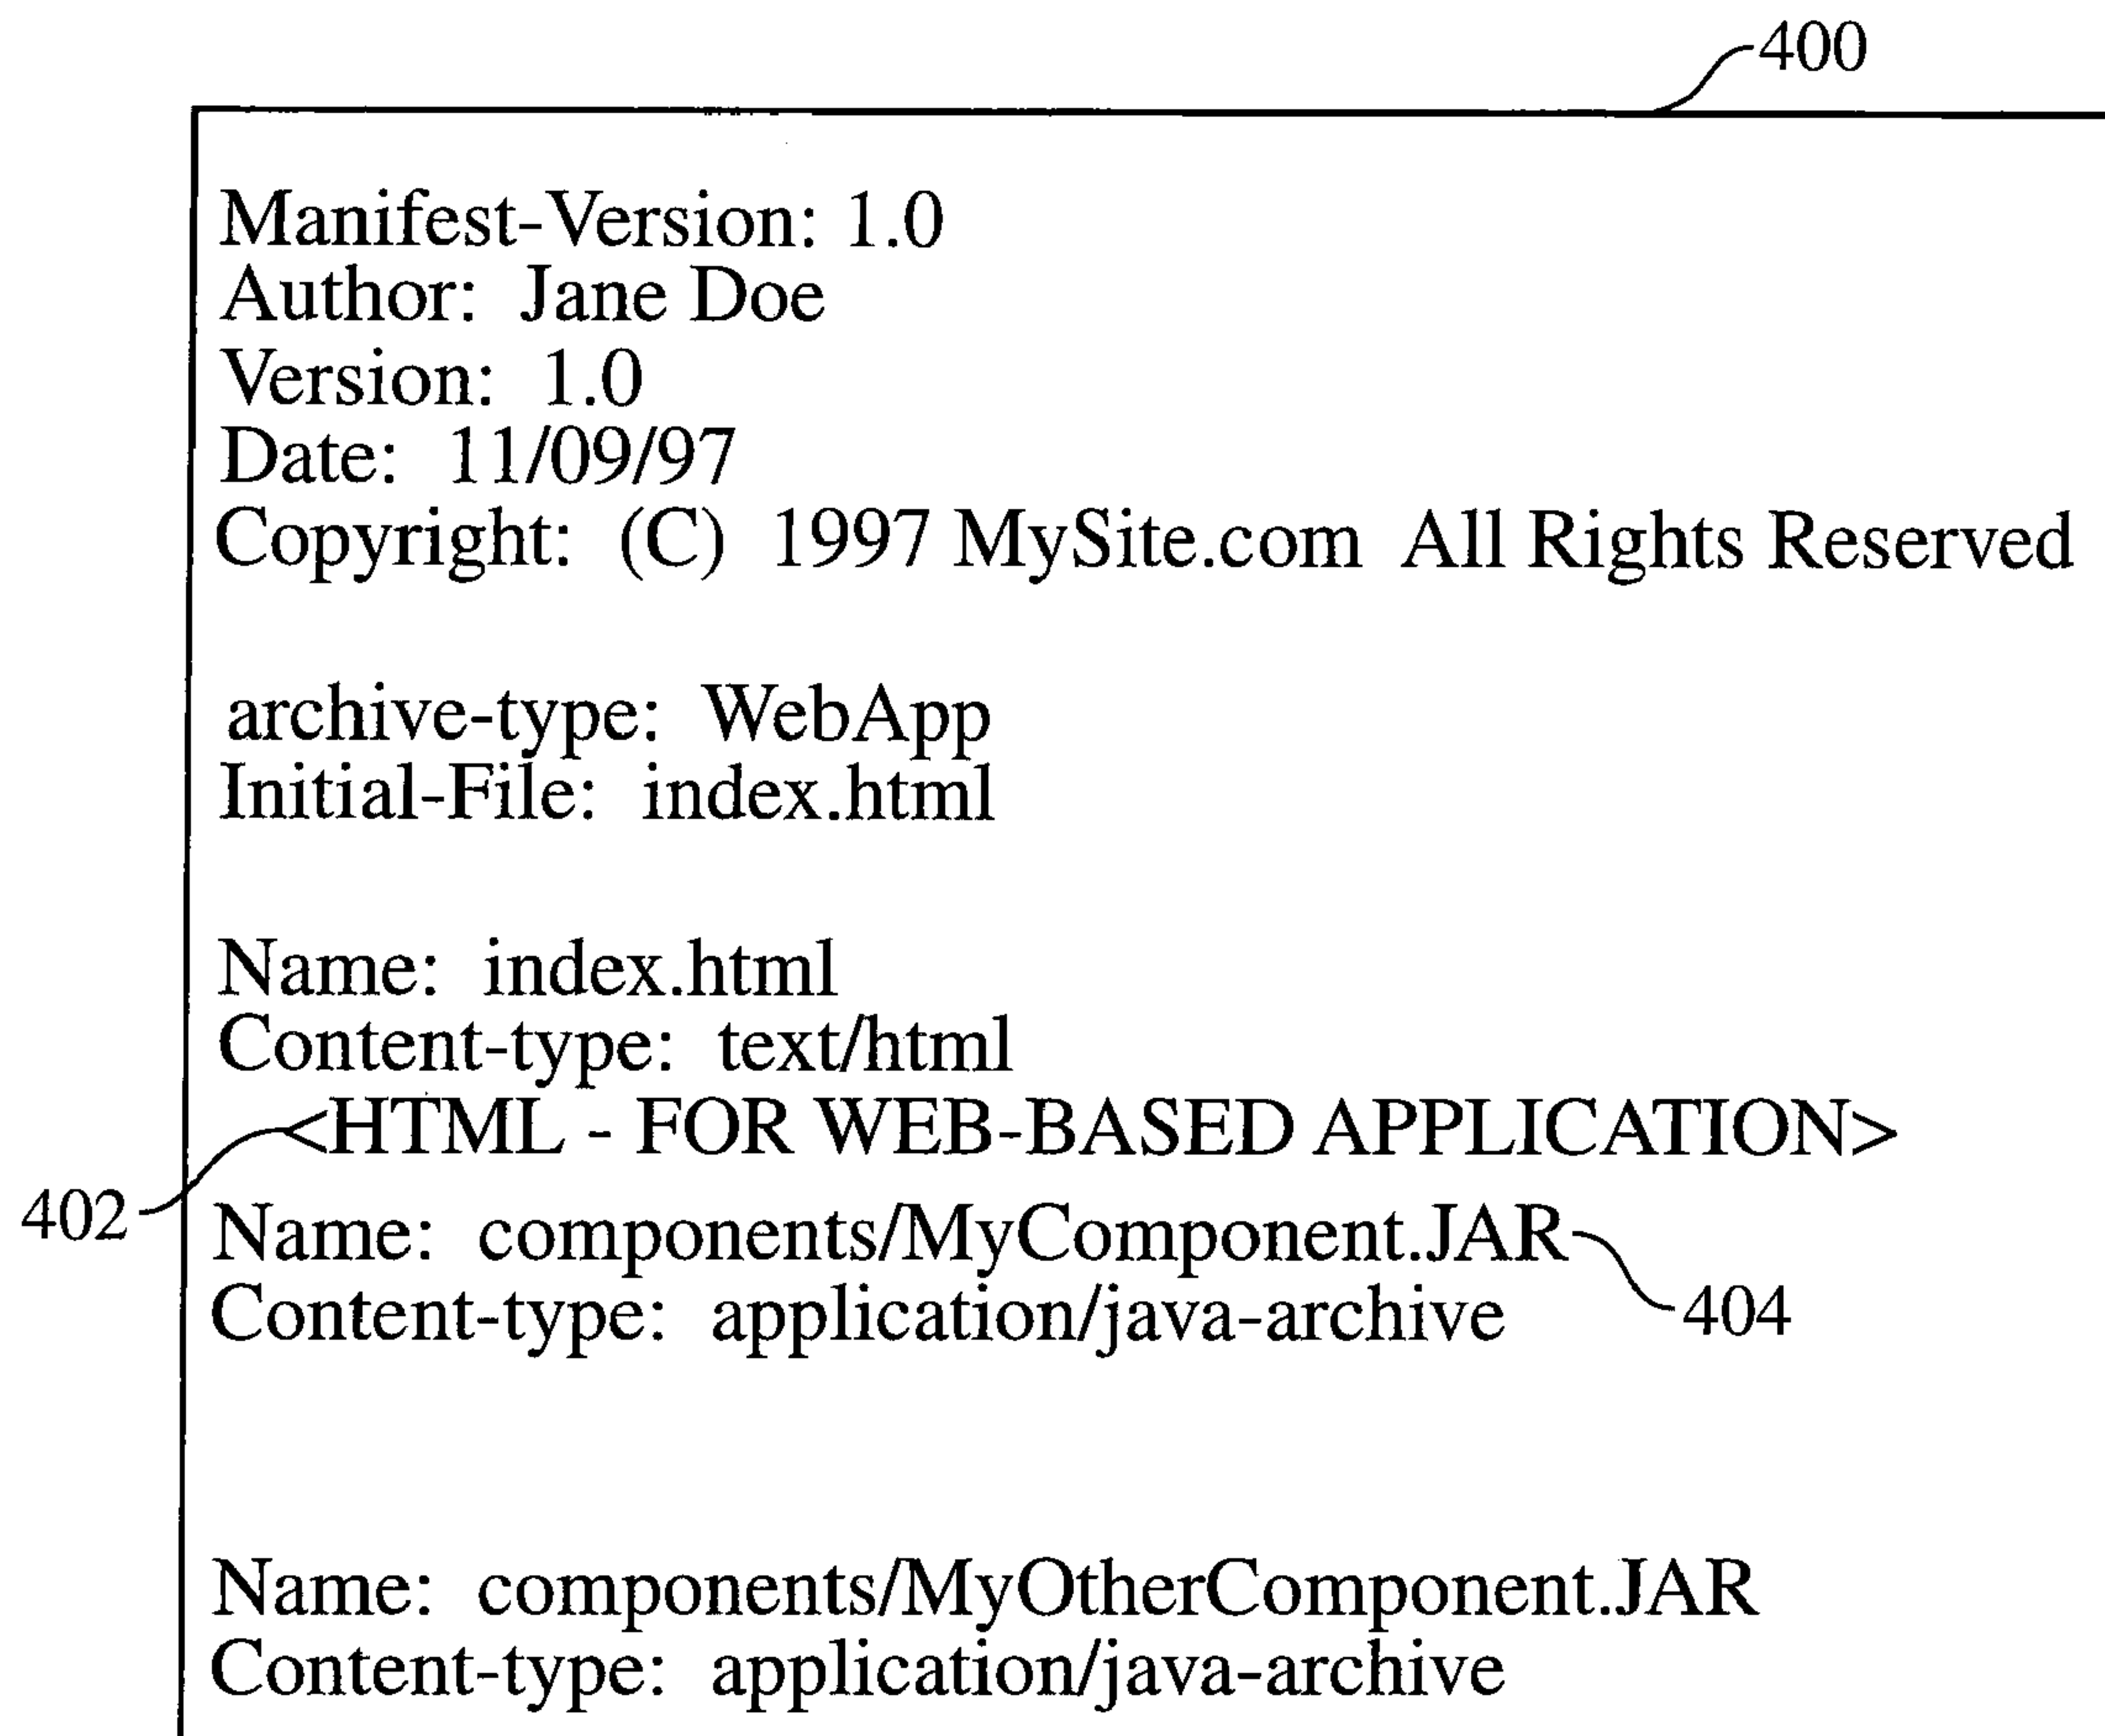 400
Manifest-Version: 1.0
Author: Jane Doe
Version: 1.0
Date: 11/09/97
Copyright: (C) 1997 MySite.com All Rights Reserved
archive-type: WebApp
Initial-File: index.html
Name: index.html
Content-type: text/html
<HTML - FOR WEB-BASED APPLICATION>
402
Name: components/MyComponent.JAR
Content-type: application/java-archive
404
Name: components/MyOtherComponent.JAR
Content-type: application/java-archive